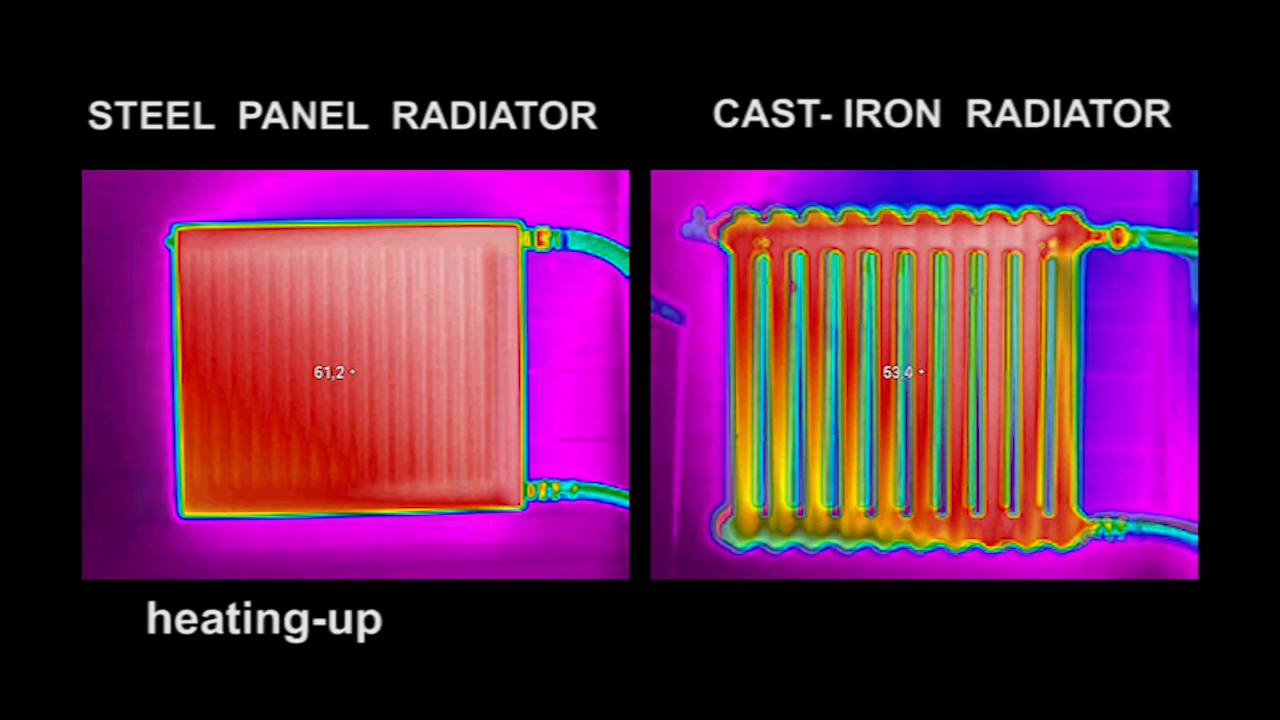 STEEL PANEL RADIATOR
CAST- IRON RADIATOR
61,2
53,4
heating-up